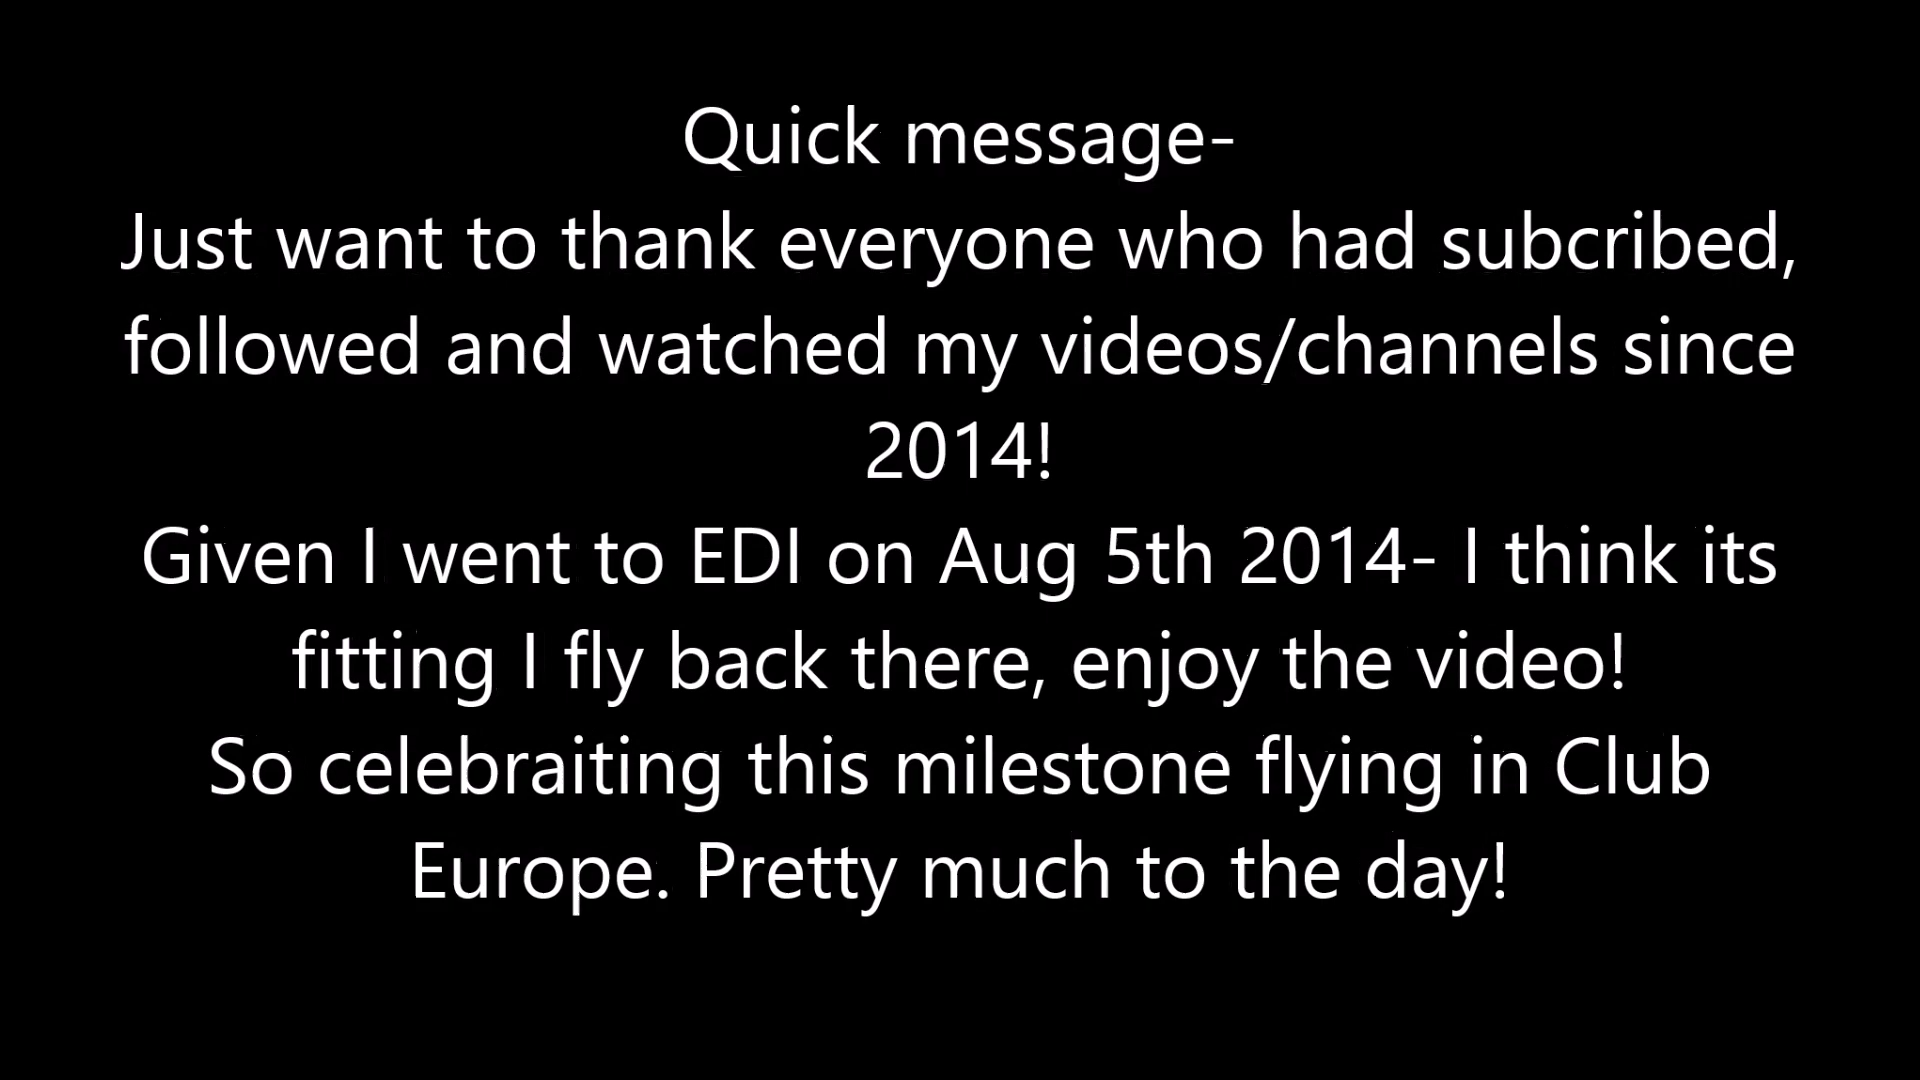 Quick message-
Just want to thank everyone who had subcribed,
followed and watched my videos/channels since
2014!
Given I went to EDI on Aug 5th 2014- I think its
fitting I fly back there, enjoy the video!
So celebraiting this milestone flying in Club
Europe. Pretty much to the day!